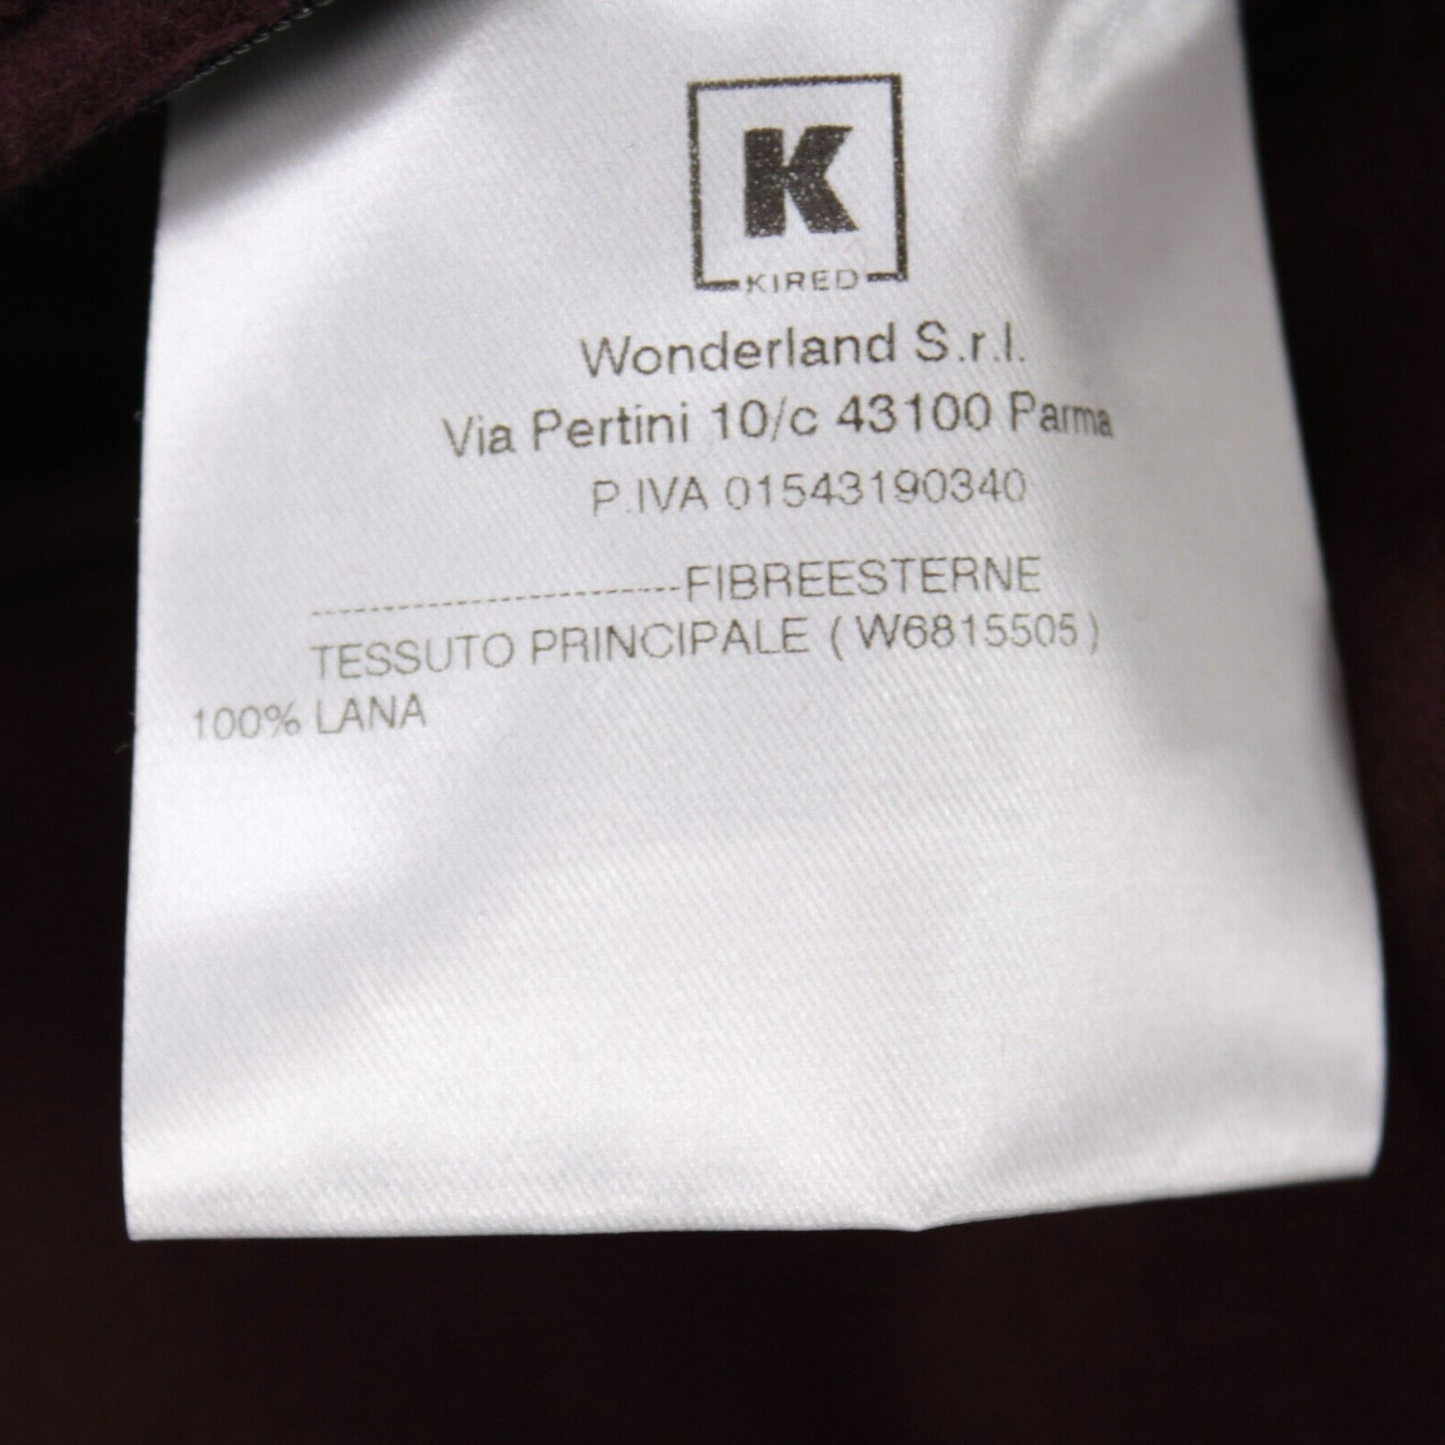 K
KIRED
Wonderland S.r.l.
Via Pertini 10/c 43100 Parma
P.IVA 01543190340
--------------------------FIBREESTERNE
TESSUTO PRINCIPALE ( W6815505 )
100% LANA